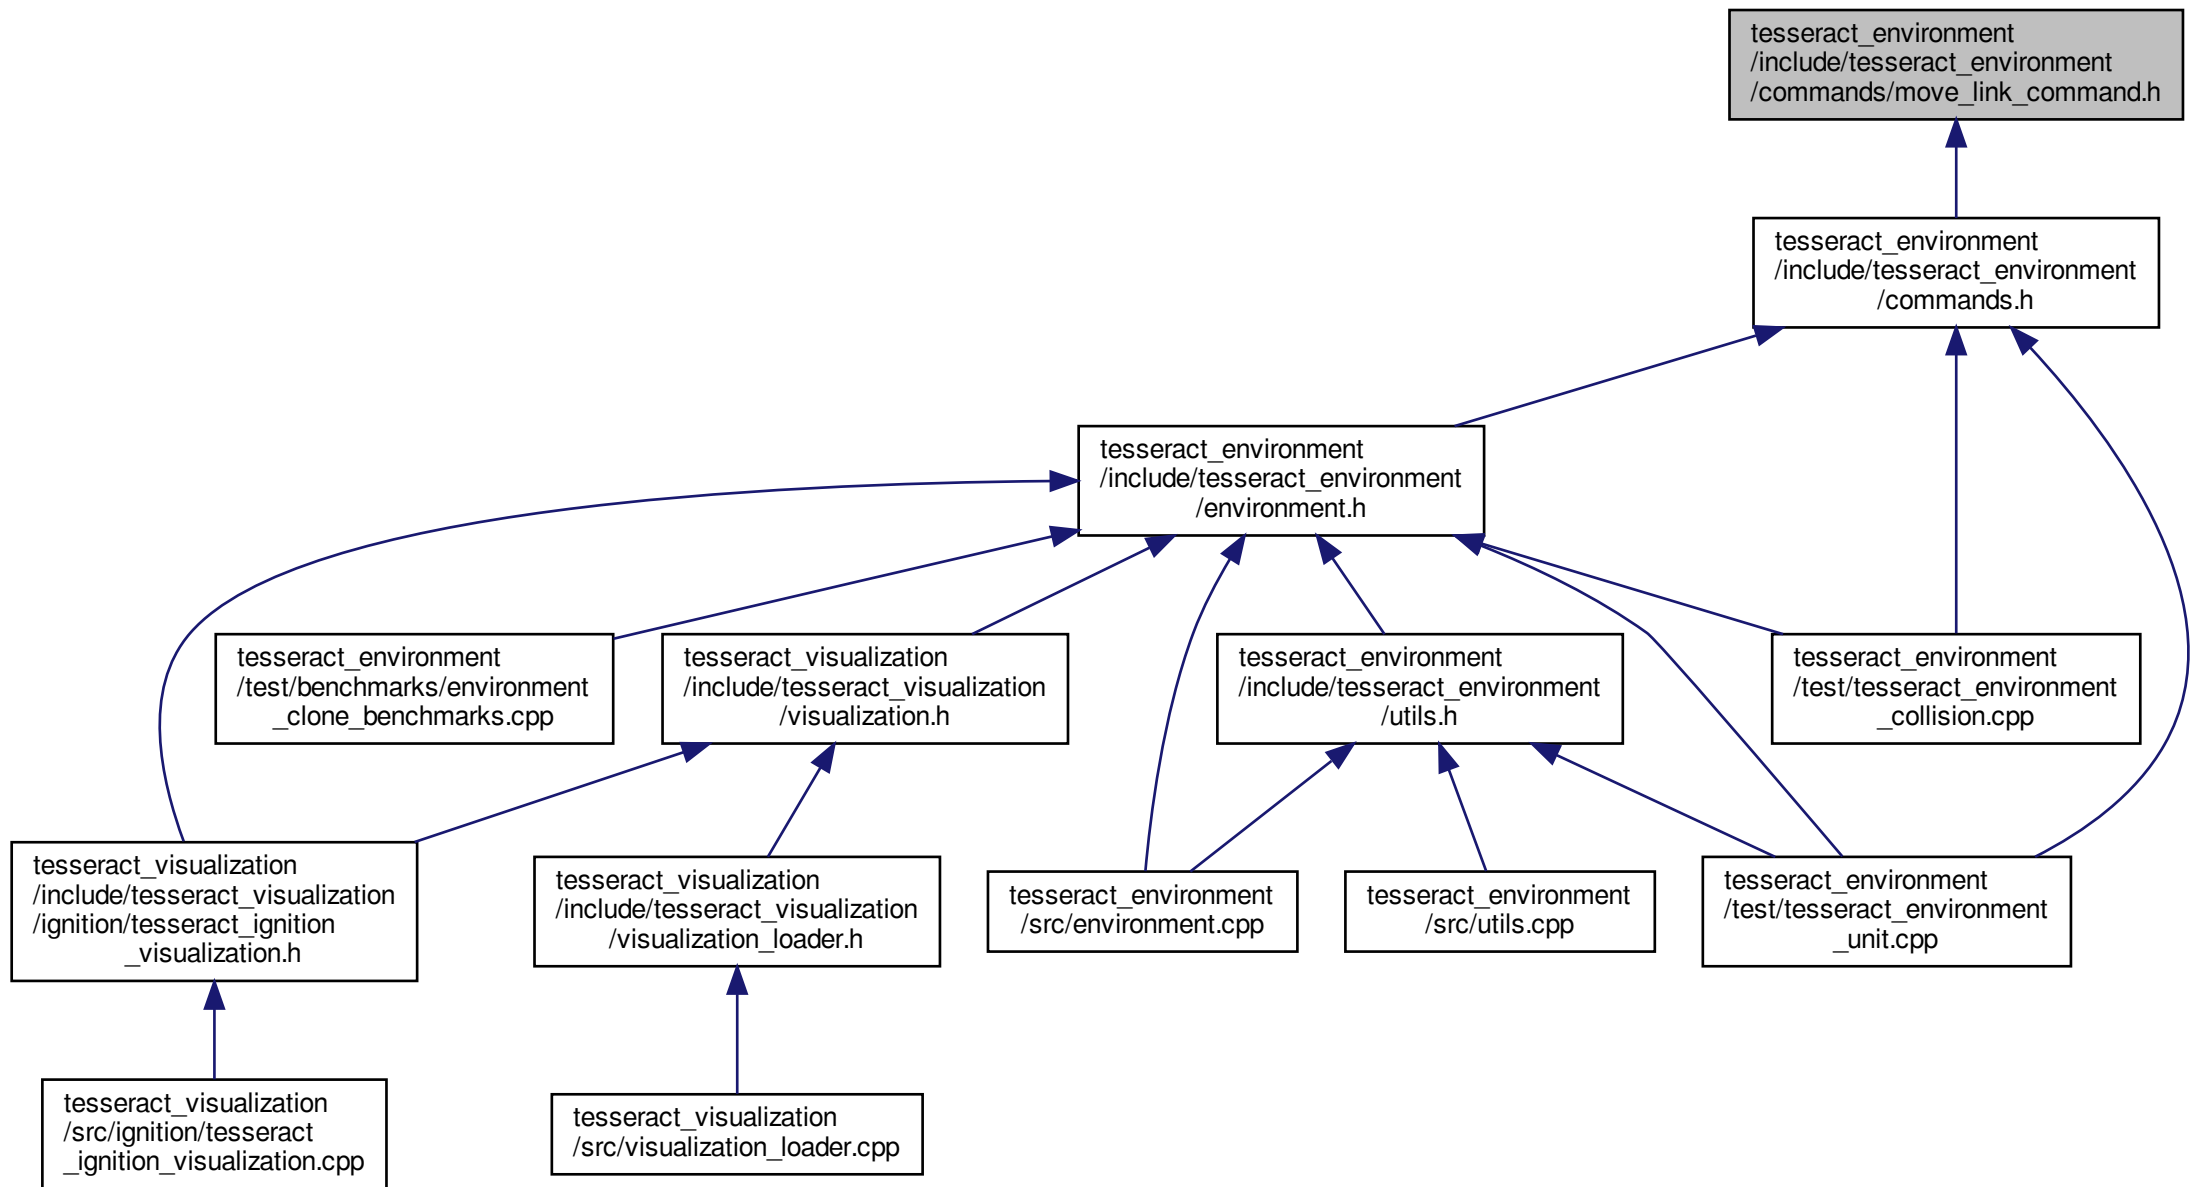 tesseract_environment
/include/tesseract_environment
/commands/move_link_command.h
tesseract_environment
/include/tesseract_environment
/commands.h
tesseract_environment
/include/tesseract_environment
/environment.h
tesseract_environment
/test/benchmarks/environment
_clone_benchmarks.cpp
tesseract_visualization
/include/tesseract_visualization
/visualization.h
tesseract_environment
/include/tesseract_environment
/utils.h
tesseract_environment
/test/tesseract_environment
_collision.cpp
tesseract_visualization
/include/tesseract_visualization
/ignition/tesseract_ignition
_visualization.h
tesseract_visualization
/include/tesseract_visualization
/visualization_loader.h
tesseract_environment
/src/environment.cpp
tesseract_environment
/src/utils.cpp
tesseract_environment
/test/tesseract_environment
_unit.cpp
tesseract_visualization
/src/ignition/tesseract
_ignition_visualization.cpp
tesseract_visualization
/src/visualization_loader.cpp